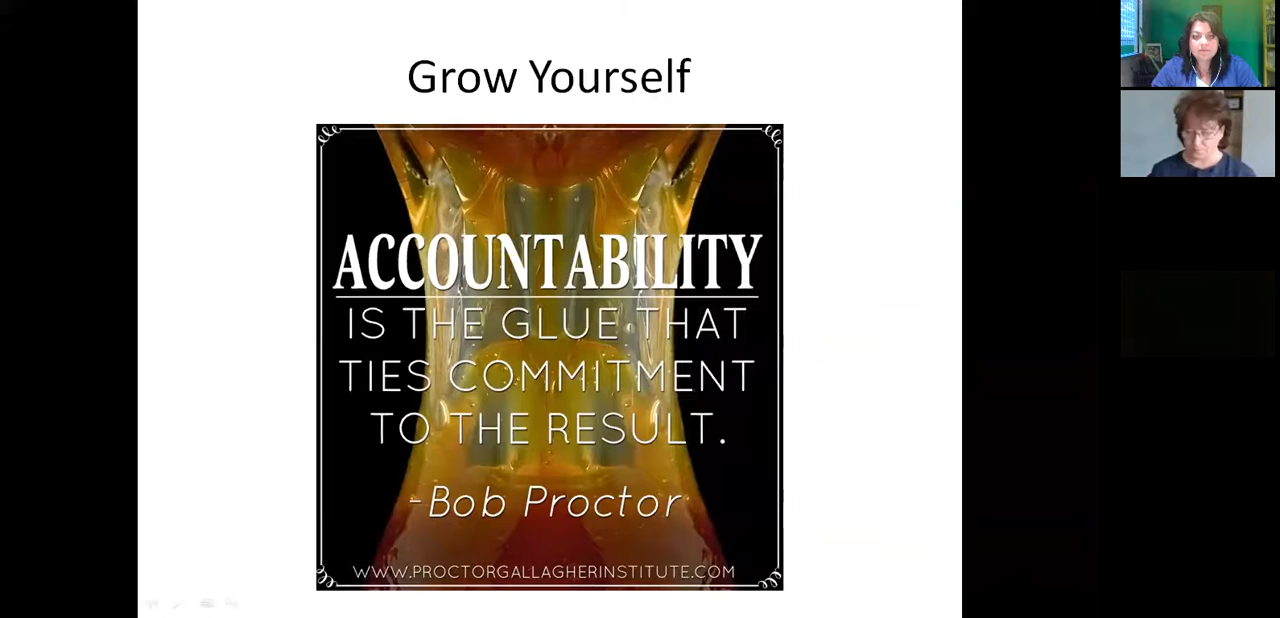 Grow Yourself
ACCOUNTABILITY
IS THE GLUE THAT
TIES COMMITMENT
TO THE RESULT.
-Bob Proctor
WWW.PROCTORGALLAGHERINSTITUTE.COM